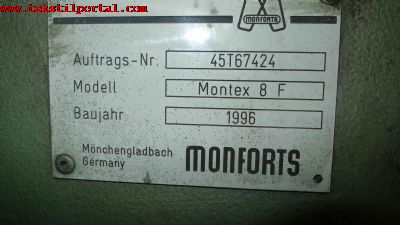 www.tekstilportal.com
MONFORTS
Auftrags-Nr. 45T67424
Modell Montex 8 F
Baujahr 1996
Mönchengladbach
Germany
MONFORTS